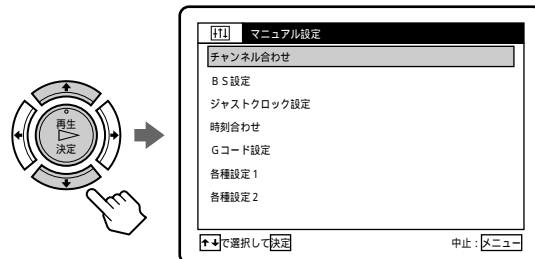 再生
決定
マニュアル設定
チャンネル合わせ
BS設定
ジャストクロック設定
時刻合わせ
Gコード設定
各種設定1
各種設定2
で選択して決定
中止:メニュー